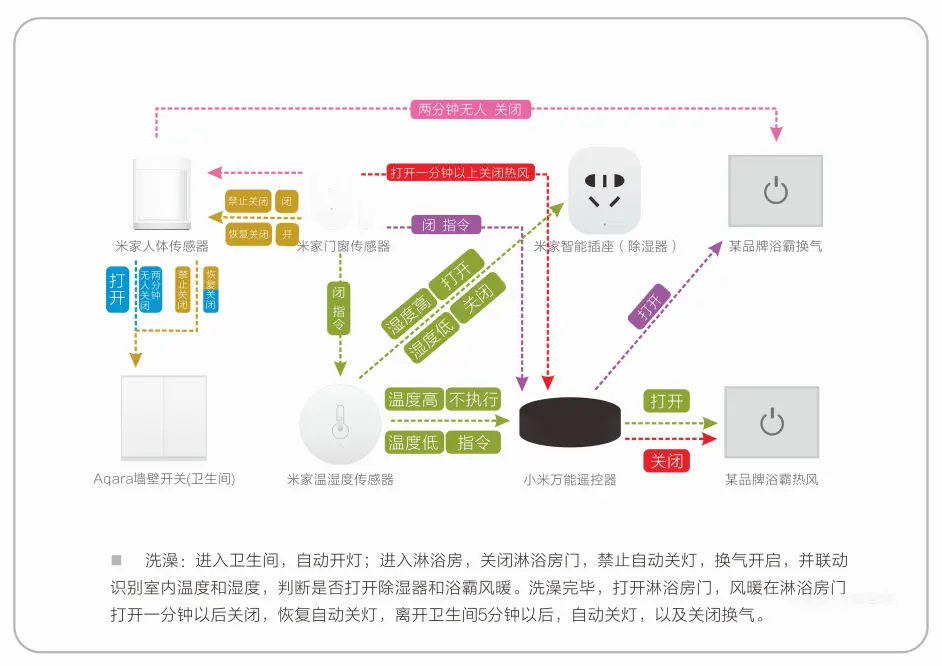 两分钟无人 关闭
打开一分钟以上关闭热风
禁止关闭 闭
恢复关闭 开
闭 指令
米家人体传感器
米家门窗传感器
米家智能插座（除湿器）
某品牌浴霸换气
打开
两分钟无人关闭
禁止关闭
恢复关闭
闭 指令
湿度高 打开
湿度低 关闭
打开
温度高 不执行
温度低 指令
打开
关闭
Aqara墙壁开关(卫生间)
米家温湿度传感器
小米万能遥控器
某品牌浴霸热风
洗澡：进入卫生间，自动开灯；进入淋浴房，关闭淋浴房门，禁止自动关灯，换气开启，并联动
识别室内温度和湿度，判断是否打开除湿器和浴霸风暖。洗澡完毕，打开淋浴房门，风暖在淋浴房门
打开一分钟以后关闭，恢复自动关灯，离开卫生间5分钟以后，自动关灯，以及关闭换气。